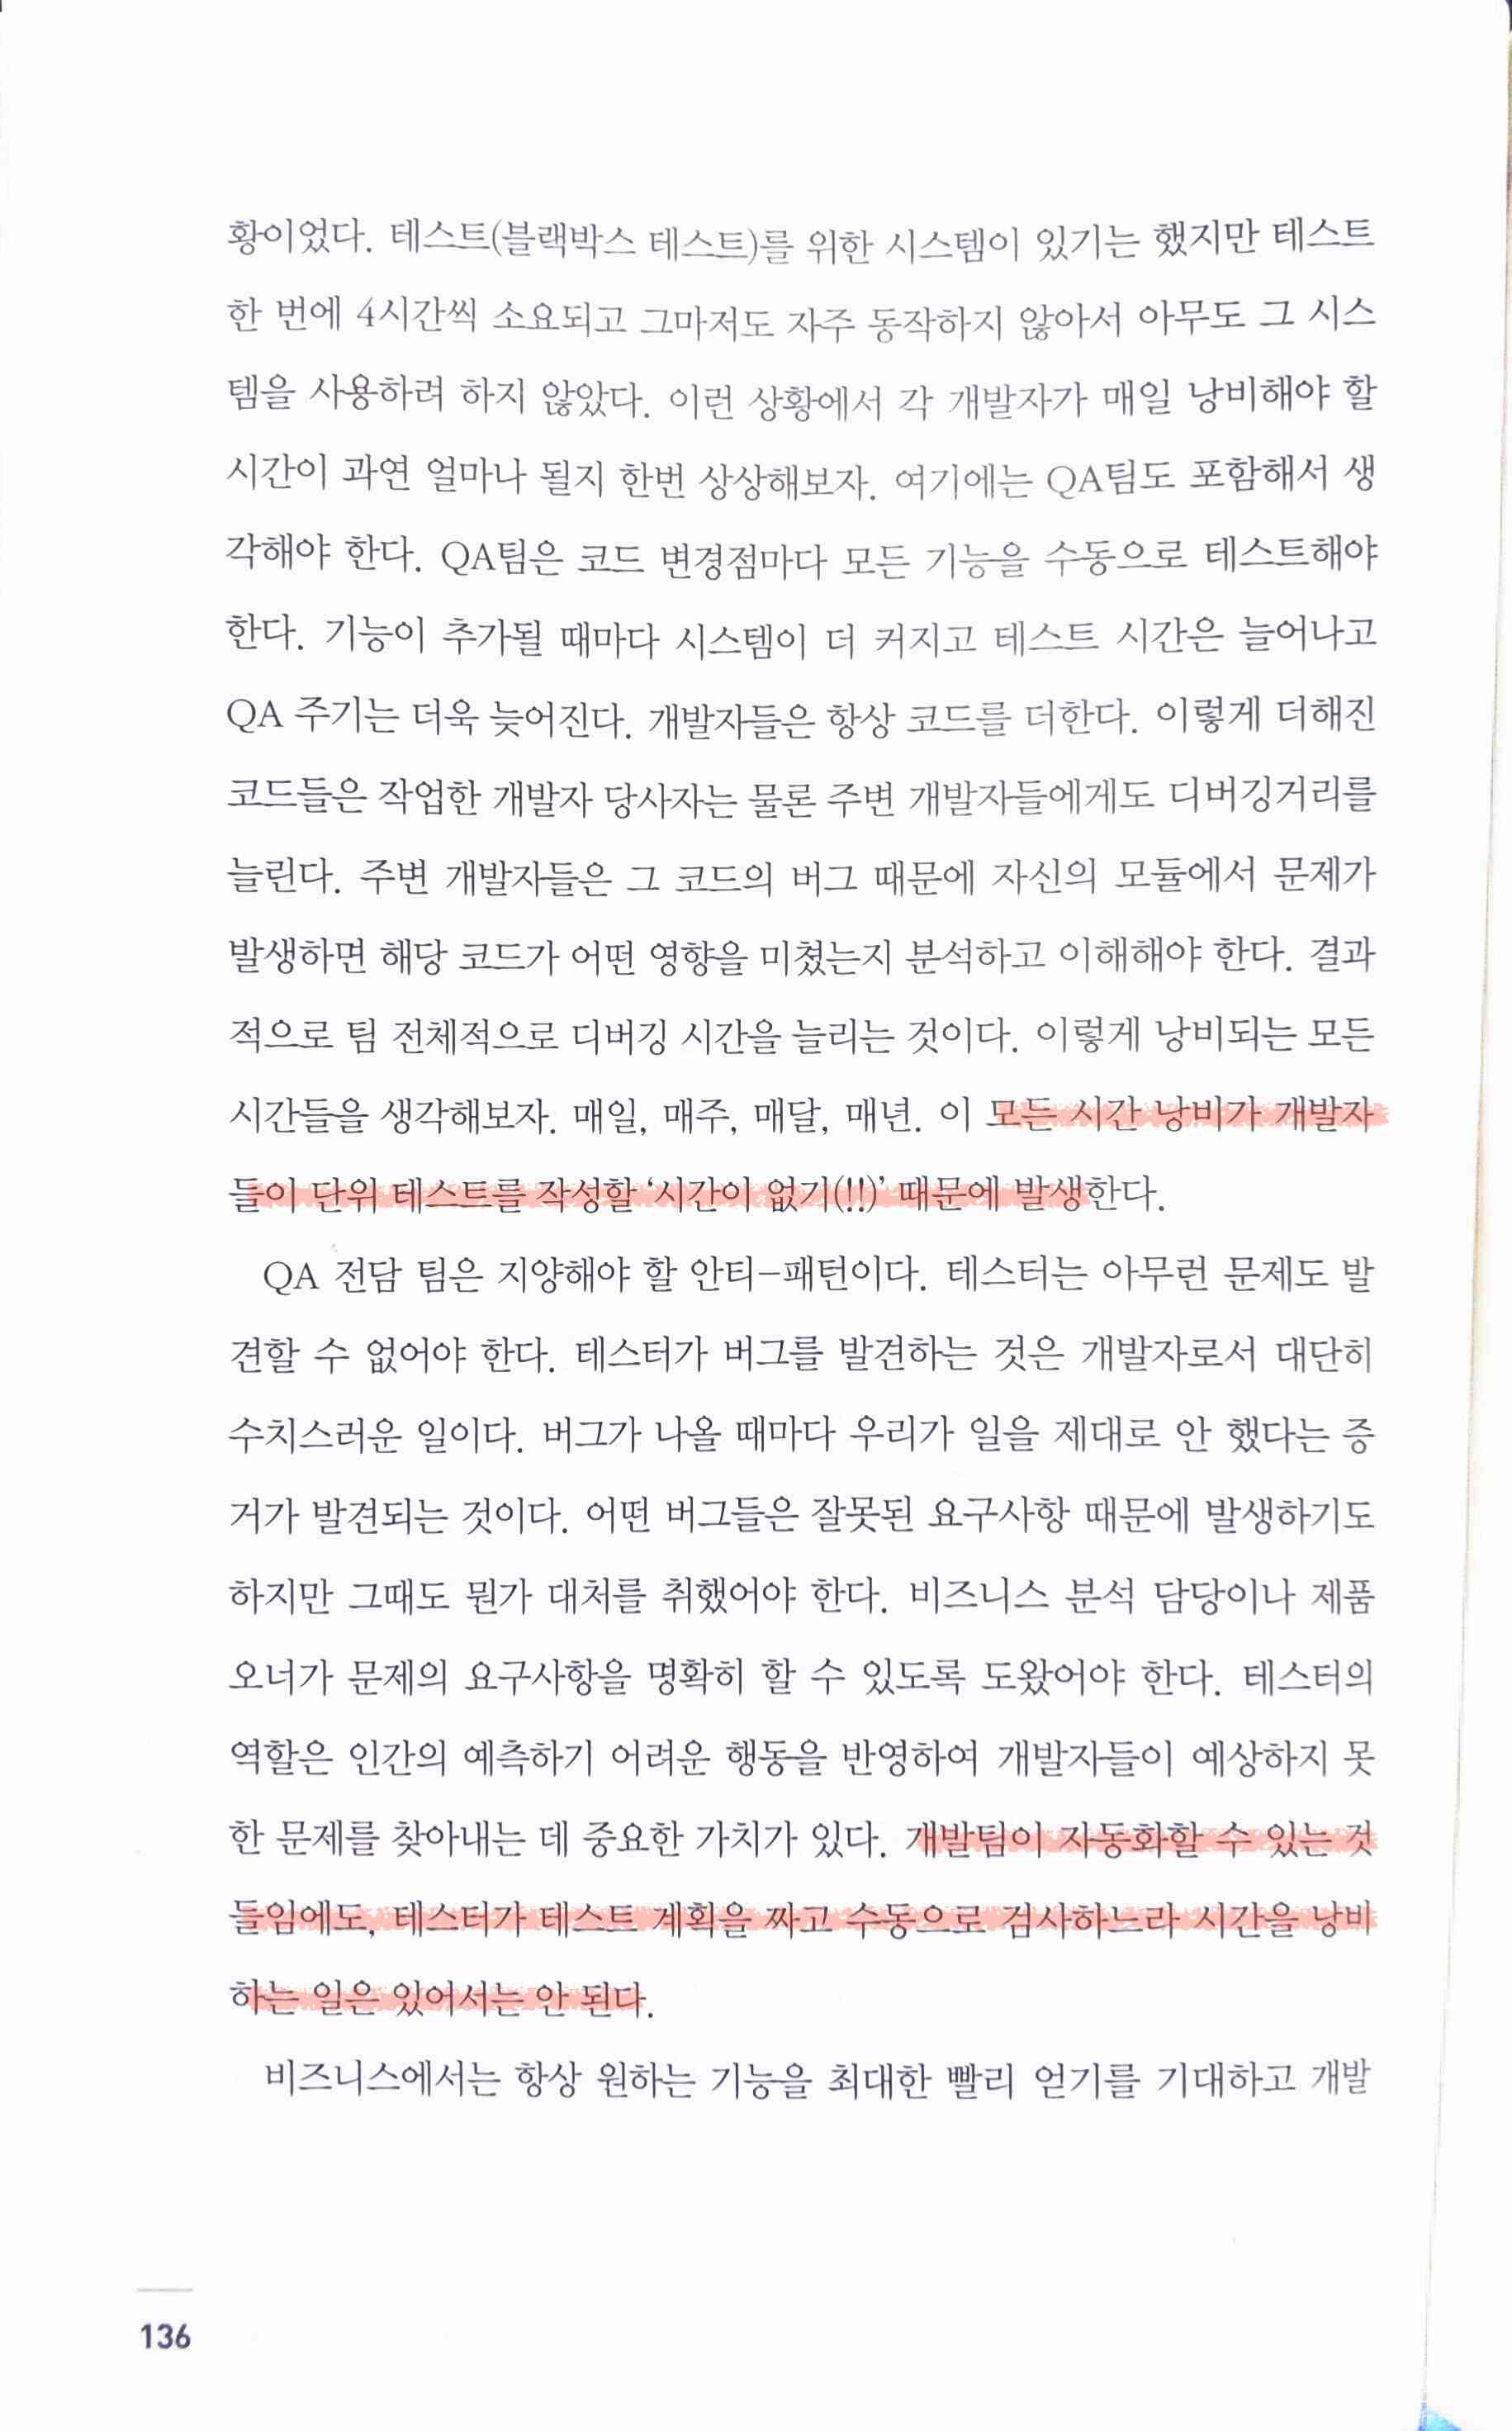 황이었다. 테스트(블랙박스 테스트)를 위한 시스템이 있기는 했지만 테스트
한 번에 4시간씩 소요되고 그마저도 자주 동작하지 않아서 아무도 그 시스
템을 사용하려 하지 않았다. 이런 상황에서 각 개발자가 매일 낭비해야 할
시간이 과연 얼마나 될지 한번 상상해보자. 여기에는 QA팀도 포함해서 생
각해야 한다. QA팀은 코드 변경점마다 모든 기능을 수동으로 테스트해야
한다. 기능이 추가될 때마다 시스템이 더 커지고 테스트 시간은 늘어나고
QA 주기는 더욱 늦어진다. 개발자들은 항상 코드를 더한다. 이렇게 더해진
코드들은 작업한 개발자 당사자는 물론 주변 개발자들에게도 디버깅거리를
늘린다. 주변 개발자들은 그 코드의 버그 때문에 자신의 모듈에서 문제가
발생하면 해당 코드가 어떤 영향을 미쳤는지 분석하고 이해해야 한다. 결과
적으로 팀 전체적으로 디버깅 시간을 늘리는 것이다. 이렇게 낭비되는 모든
시간들을 생각해보자. 매일, 매주, 매달, 매년. 이 모든 시간 낭비가 개발자
들이 단위 테스트를 작성할 ‘시간이 없기(!!)’ 때문에 발생한다.
QA 전담 팀은 지양해야 할 안티-패턴이다. 테스터는 아무런 문제도 발
견할 수 없어야 한다. 테스터가 버그를 발견하는 것은 개발자로서 대단히
수치스러운 일이다. 버그가 나올 때마다 우리가 일을 제대로 안 했다는 증
거가 발견되는 것이다. 어떤 버그들은 잘못된 요구사항 때문에 발생하기도
하지만 그때도 뭔가 대처를 취했어야 한다. 비즈니스 분석 담당이나 제품
오너가 문제의 요구사항을 명확히 할 수 있도록 도왔어야 한다. 테스터의
역할은 인간의 예측하기 어려운 행동을 반영하여 개발자들이 예상하지 못
한 문제를 찾아내는 데 중요한 가치가 있다. 개발팀이 자동화할 수 있는 것
들임에도, 테스터가 테스트 계획을 짜고 수동으로 검사하느라 시간을 낭비
하는 일은 있어서는 안 된다.
비즈니스에서는 항상 원하는 기능을 최대한 빨리 얻기를 기대하고 개발
136